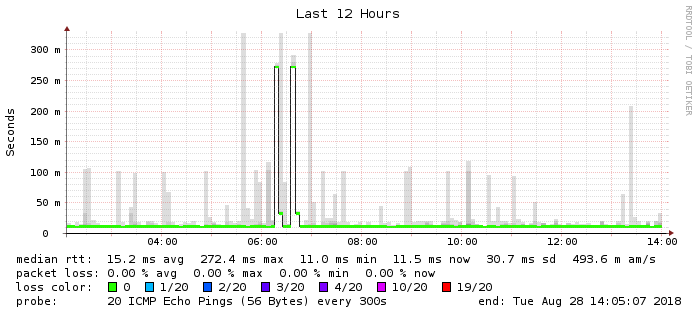 Last 12 Hours
RRDTOOL / TOBI OETIKER
Seconds
300 m
250 m
200 m
150 m
100 m
50 m
0
04:00 06:00 08:00 10:00 12:00 14:00
median rtt: 15.2 ms avg 272.4 ms max 11.0 ms min 11.5 ms now 30.7 ms sd 493.6 m am/s
packet loss: 0.00 % avg 0.00 % max 0.00 % min 0.00 % now
loss color: 0 1/20 2/20 3/20 4/20 10/20 19/20
probe: 20 ICMP Echo Pings (56 Bytes) every 300s end: Tue Aug 28 14:05:07 2018